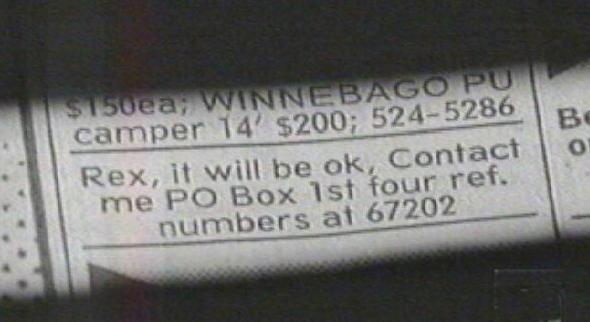 $150ea; WINNEBAGO PU
camper 14' $200; 524-5286
Rex, it will be ok, Contact
me PO Box 1st four ref.
numbers at 67202